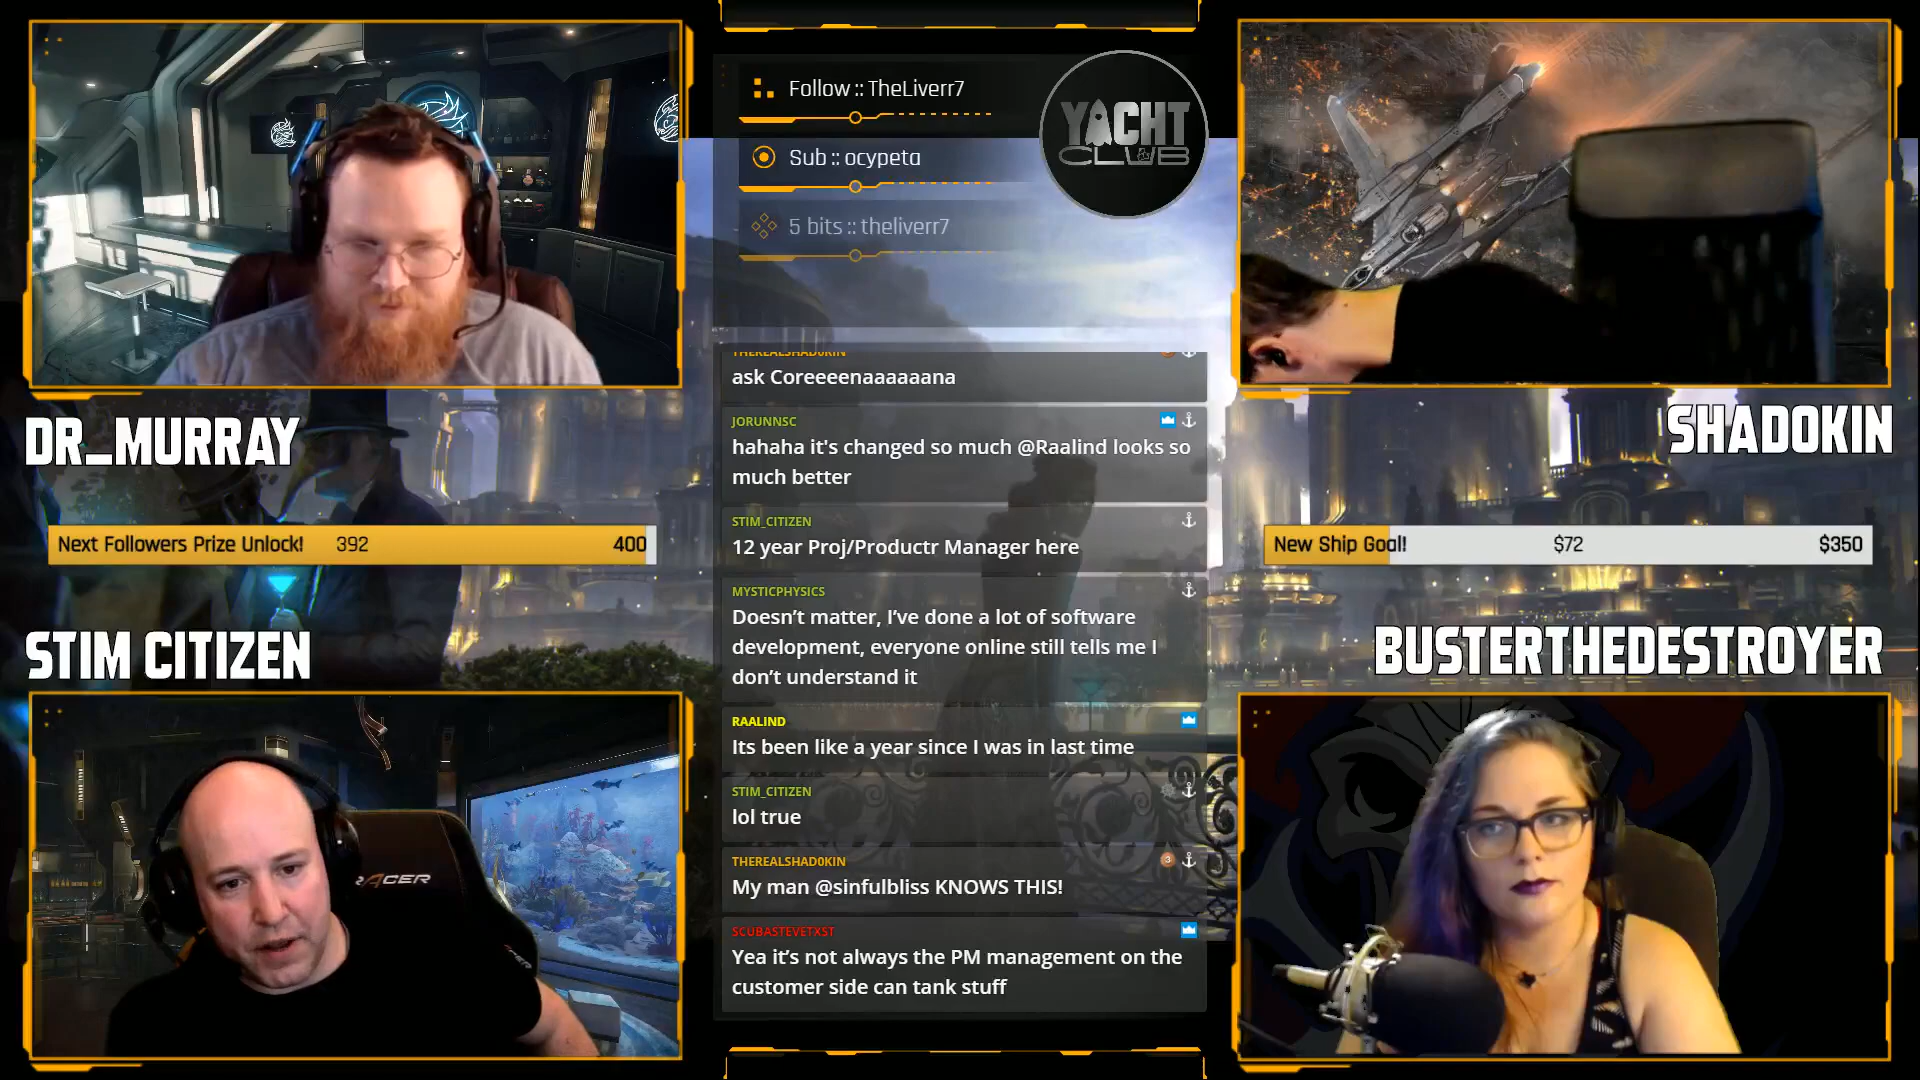 Follow :: TheLiverr7
YACHT
CLUB
Sub :: ocypeta
5 bits :: theliverr7
DR_MURRAY
SHADOKIN
Next Followers Prize Unlock! 392 400
New Ship Goal! $72 $350
STIM CITIZEN
BUSTERTHEDESTROYER
THEREALSHAD0KIN
ask Coreeeenaaaaaana
JORUNNSC
hahaha it's changed so much @Raalind looks so
much better
STIM_CITIZEN
12 year Proj/Productr Manager here
MYSTICPHYSICS
Doesn’t matter, I’ve done a lot of software
development, everyone online still tells me I
don’t understand it
RAALIND
Its been like a year since I was in last time
STIM_CITIZEN
lol true
THEREALSHAD0KIN
3
My man @sinfulbliss KNOWS THIS!
SCUBASTEVETXST
Yea it’s not always the PM management on the
customer side can tank stuff